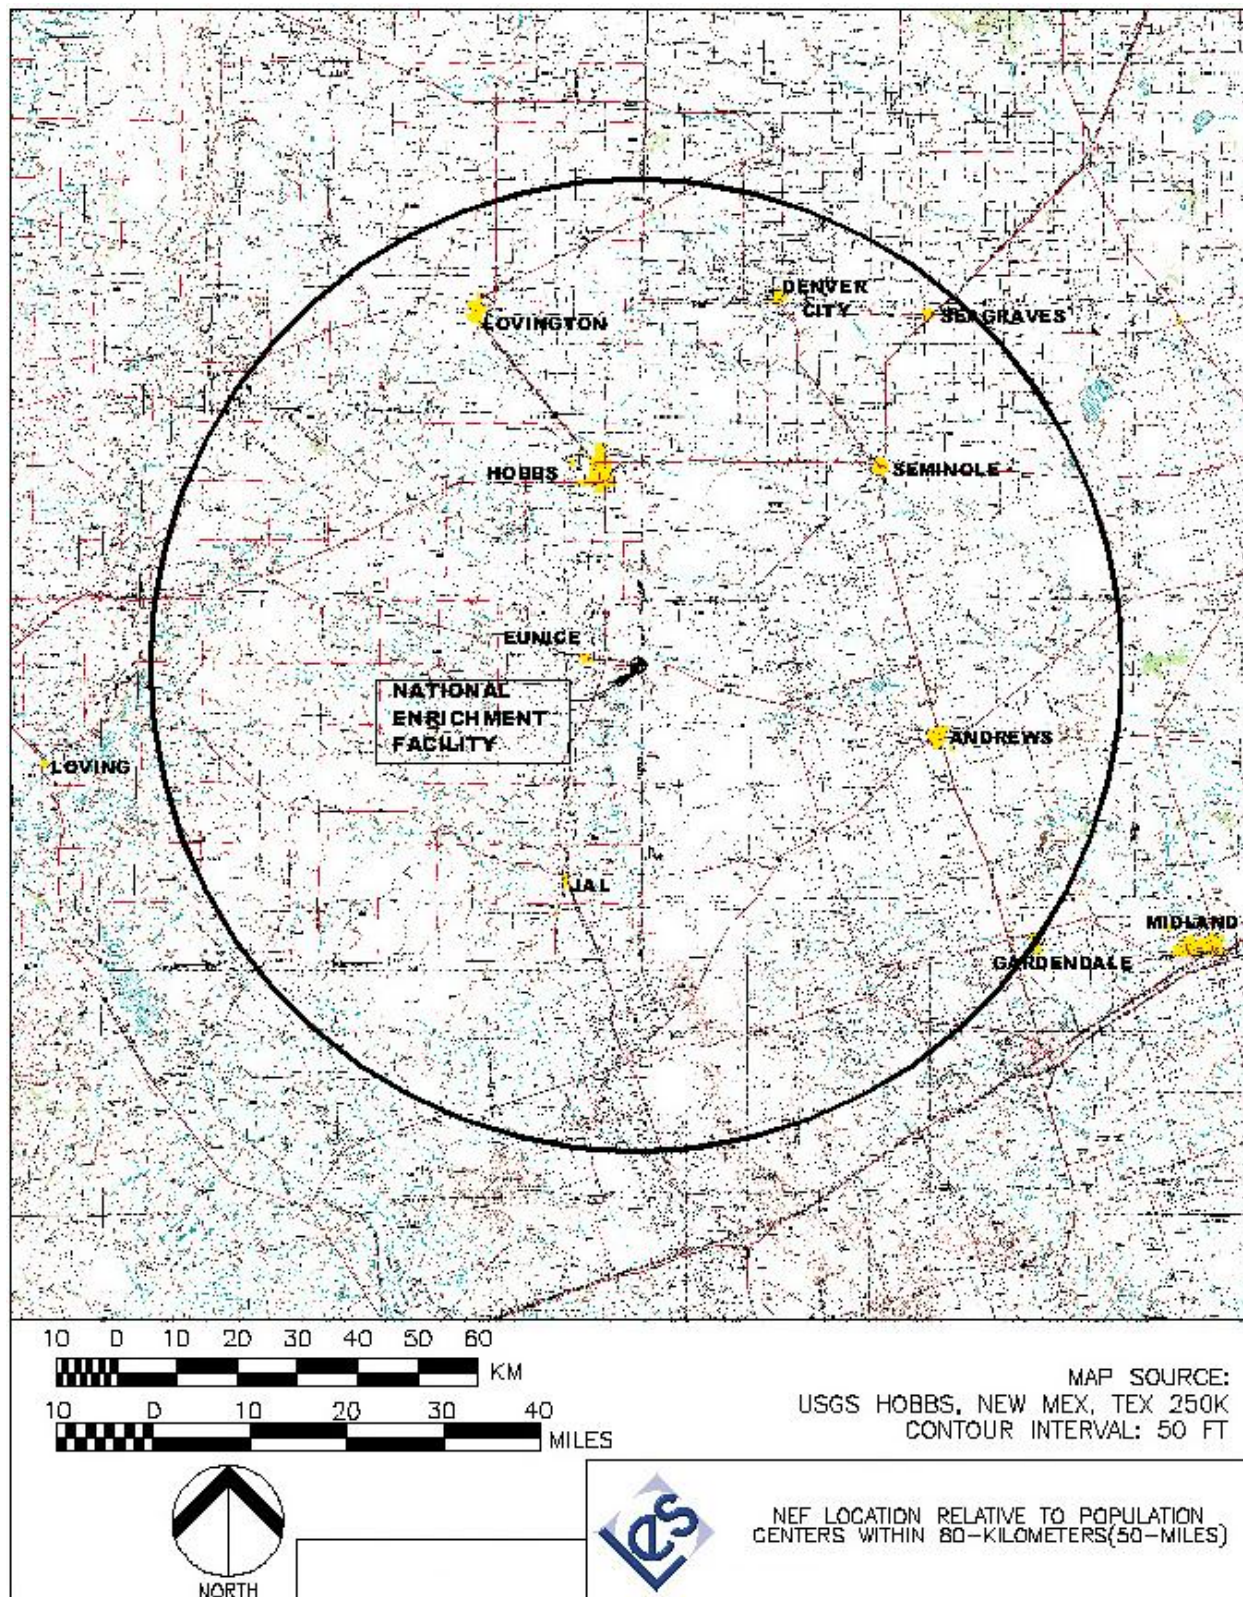 DENVER
CITY
SEAGRAVES
LOVINGTON
HOBBS
SEMINOLE
EUNICE
NATIONAL
ENRICHMENT
FACILITY
ANDREWS
LOVING
JAL
MIDLAND
GARDENDALE
10 0 10 20 30 40 50 60
KM
10 0 10 20 30 40
MILES
MAP SOURCE:
USGS HOBBS, NEW MEX, TEX 250K
CONTOUR INTERVAL: 50 FT
NORTH
LES
NEF LOCATION RELATIVE TO POPULATION
CENTERS WITHIN 80-KILOMETERS(50-MILES)